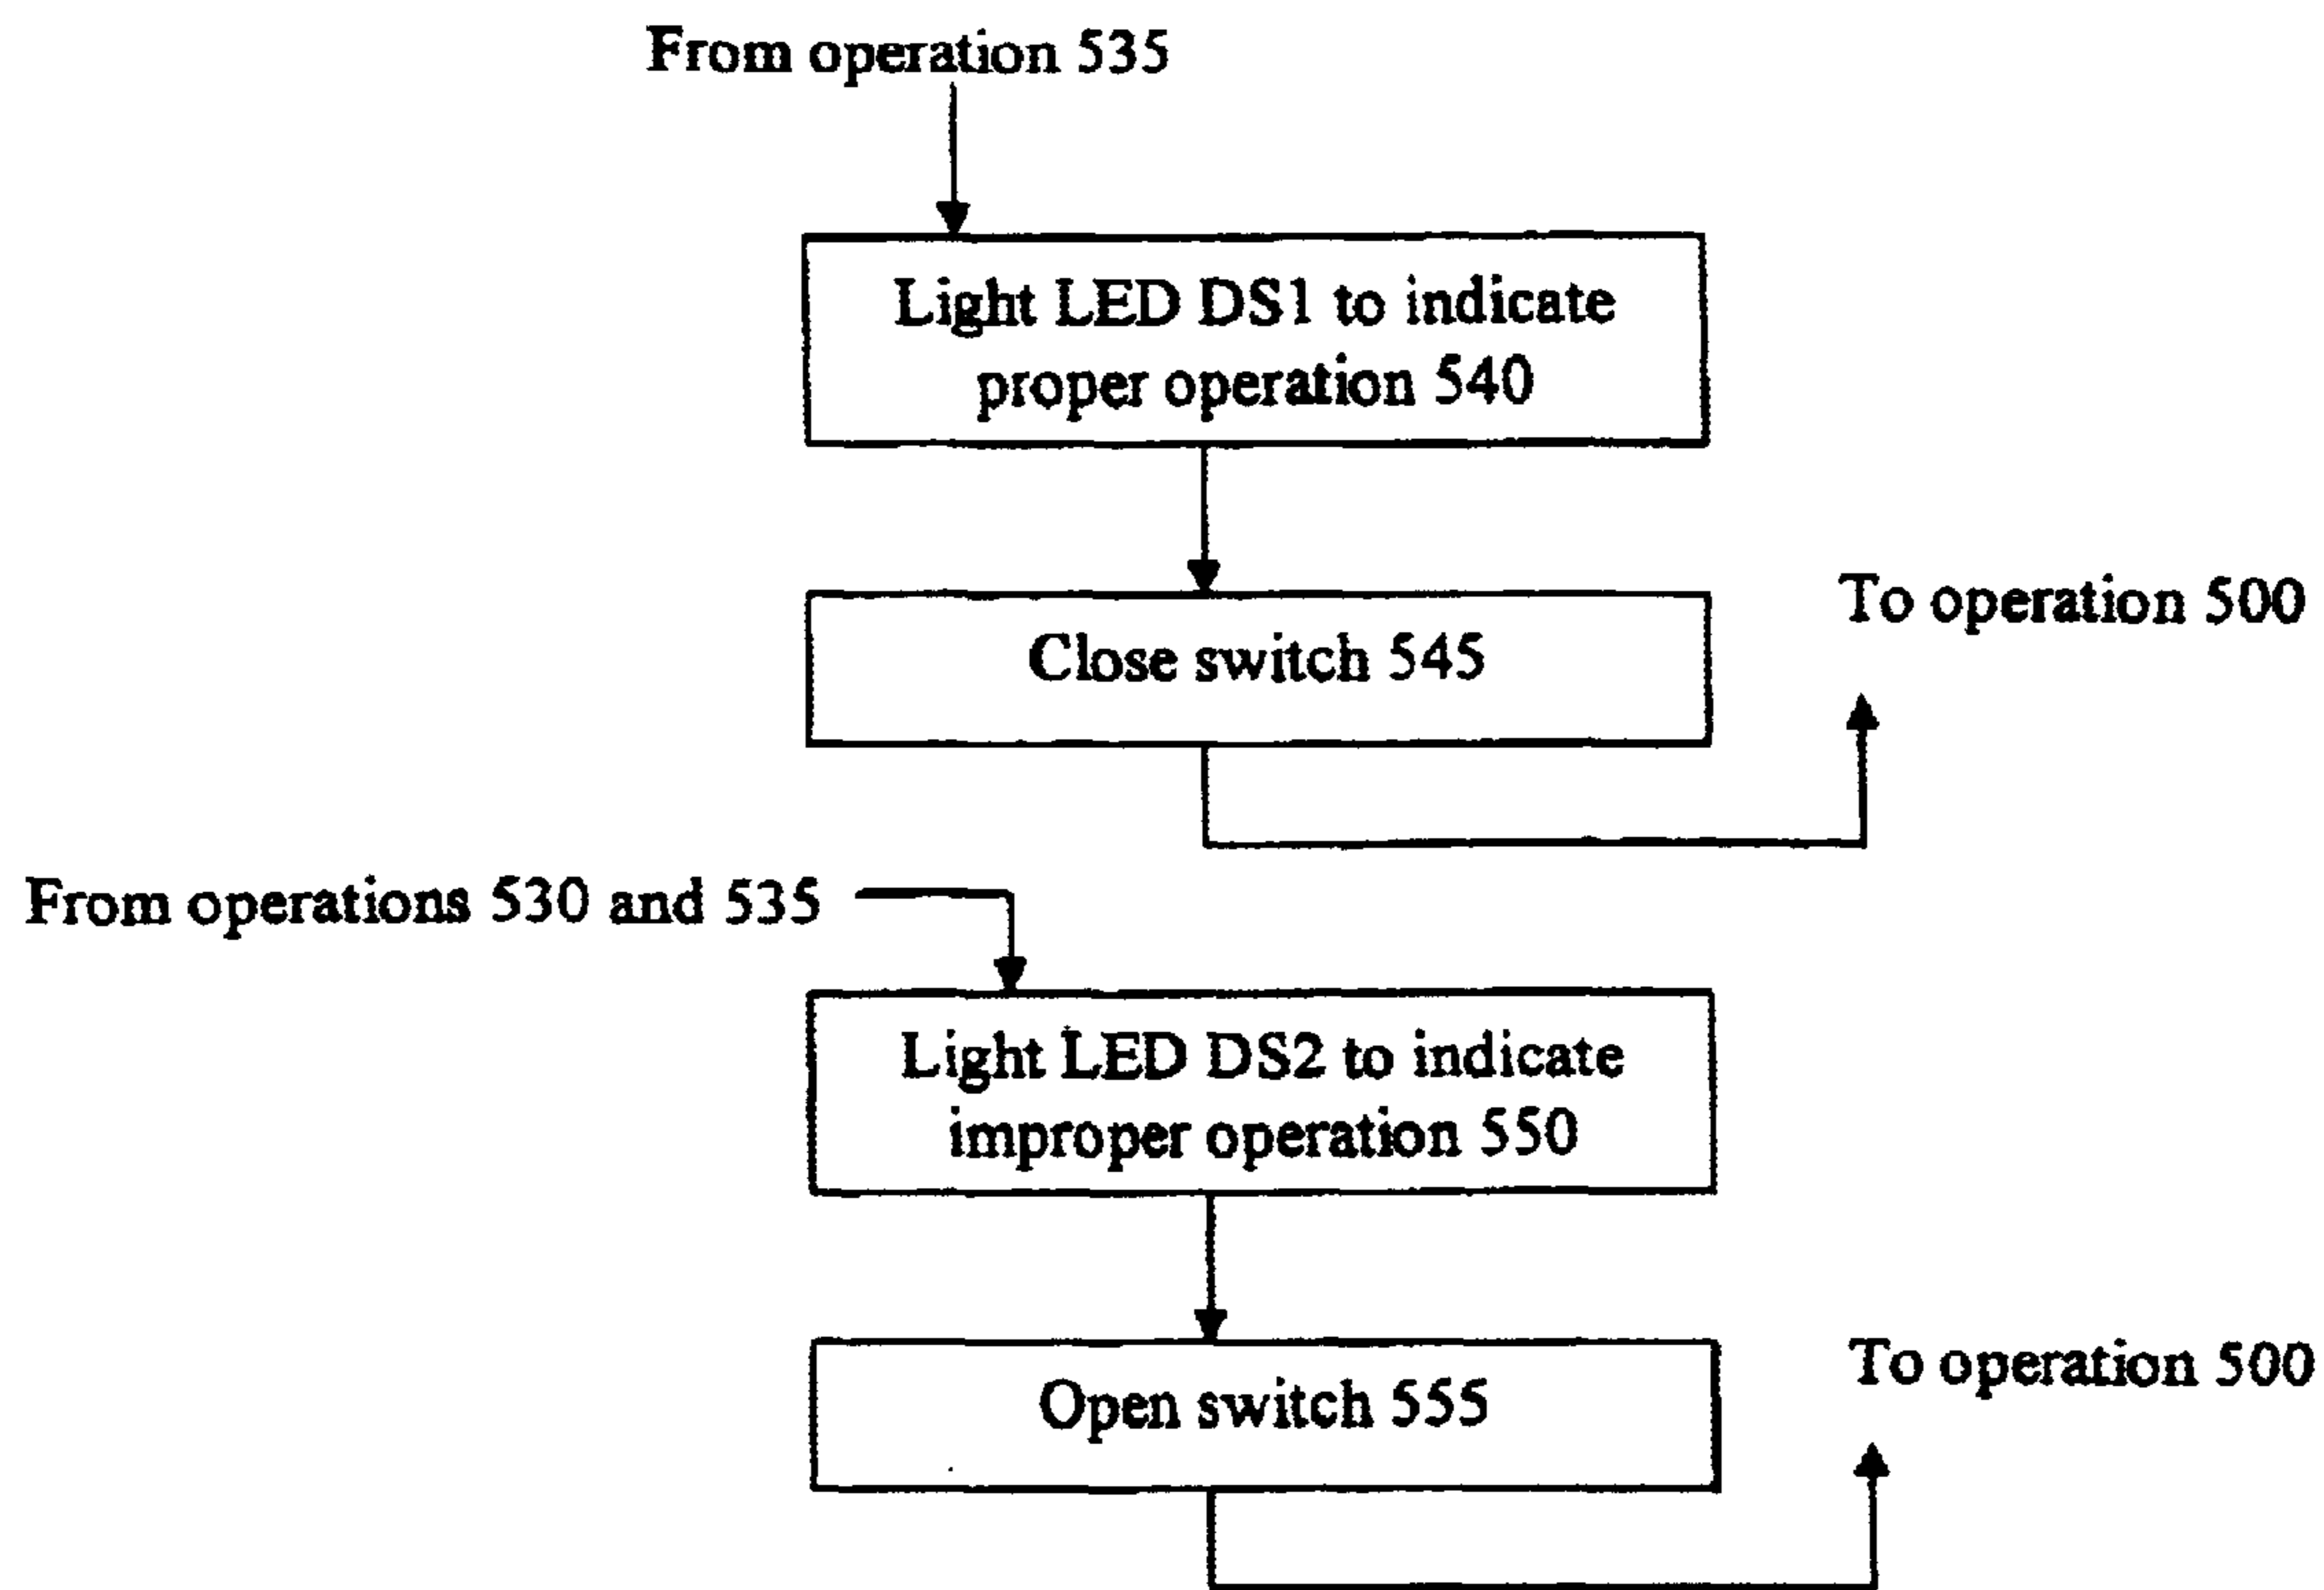 From operation 535
Light LED DS1 to indicate
proper operation 540
Close switch 545
To operation 500
From operations 530 and 535
Light LED DS2 to indicate
improper operation 550
Open switch 555
To operation 500